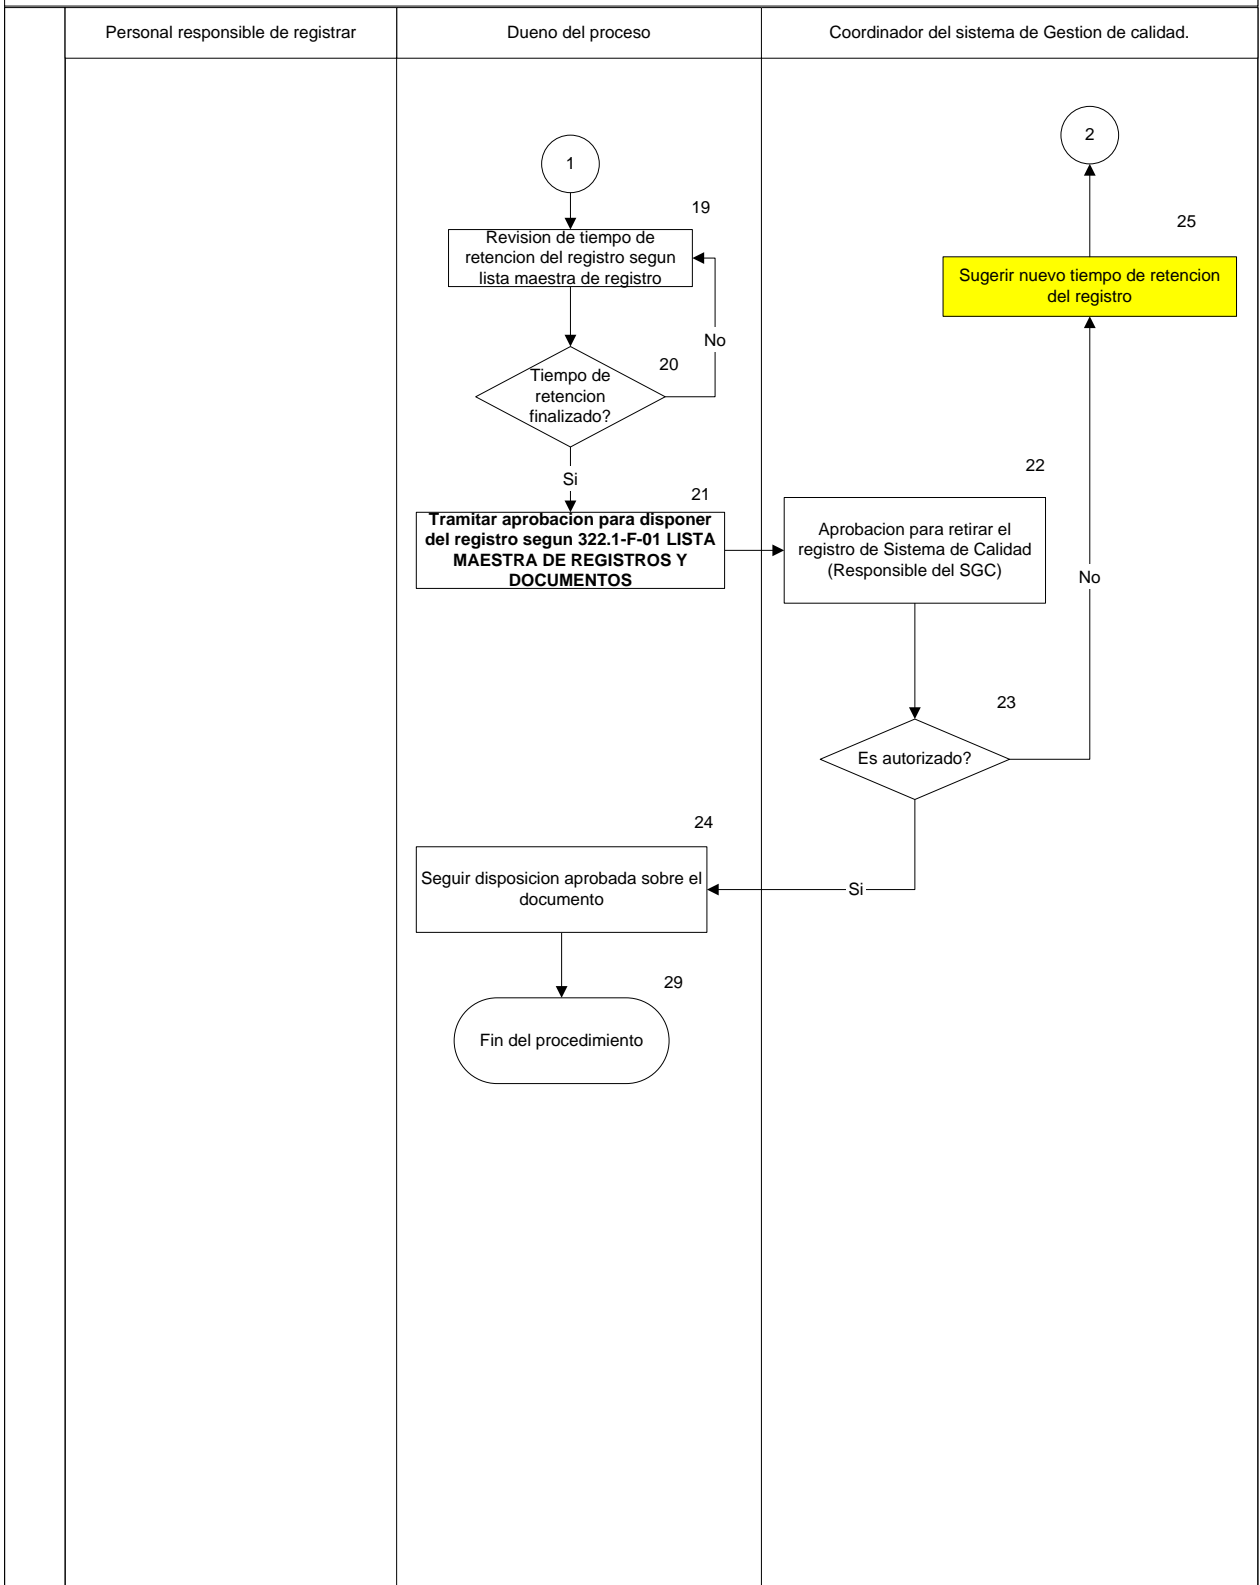 Personal responsible de registrar
Dueno del proceso
Coordinador del sistema de Gestion de calidad.
2
1
19
25
Revision de tiempo de
retencion del registro segun
lista maestra de registro
Sugerir nuevo tiempo de retencion
del registro
No
20
Tiempo de
retencion
finalizado?
Si
21
22
Tramitar aprobacion para disponer
del registro segun 322.1-F-01 LISTA
MAESTRA DE REGISTROS Y
DOCUMENTOS
Aprobacion para retirar el
registro de Sistema de Calidad
(Responsible del SGC)
No
23
Es autorizado?
24
Seguir disposicion aprobada sobre el
documento
Si
29
Fin del procedimiento